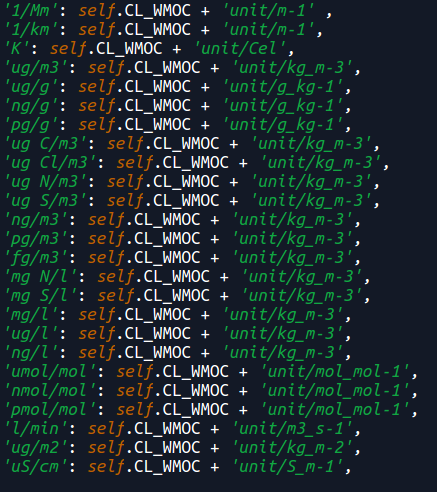 '1/Mm': self.CL_WMOC + 'unit/m-1' ,
'1/km': self.CL_WMOC + 'unit/m-1',
'K': self.CL_WMOC + 'unit/Cel',
'ug/m3': self.CL_WMOC + 'unit/kg_m-3',
'ug/g': self.CL_WMOC + 'unit/g_kg-1',
'ng/g': self.CL_WMOC + 'unit/g_kg-1',
'pg/g': self.CL_WMOC + 'unit/g_kg-1',
'ug C/m3': self.CL_WMOC + 'unit/kg_m-3',
'ug Cl/m3': self.CL_WMOC + 'unit/kg_m-3',
'ug N/m3': self.CL_WMOC + 'unit/kg_m-3',
'ug S/m3': self.CL_WMOC + 'unit/kg_m-3',
'ng/m3': self.CL_WMOC + 'unit/kg_m-3',
'pg/m3': self.CL_WMOC + 'unit/kg_m-3',
'fg/m3': self.CL_WMOC + 'unit/kg_m-3',
'mg N/l': self.CL_WMOC + 'unit/kg_m-3',
'mg S/l': self.CL_WMOC + 'unit/kg_m-3',
'mg/l': self.CL_WMOC + 'unit/kg_m-3',
'ug/l': self.CL_WMOC + 'unit/kg_m-3',
'ng/l': self.CL_WMOC + 'unit/kg_m-3',
'umol/mol': self.CL_WMOC + 'unit/mol_mol-1',
'nmol/mol': self.CL_WMOC + 'unit/mol_mol-1',
'pmol/mol': self.CL_WMOC + 'unit/mol_mol-1',
'l/min': self.CL_WMOC + 'unit/m3_s-1',
'ug/m2': self.CL_WMOC + 'unit/kg_m-2',
'uS/cm': self.CL_WMOC + 'unit/S_m-1',